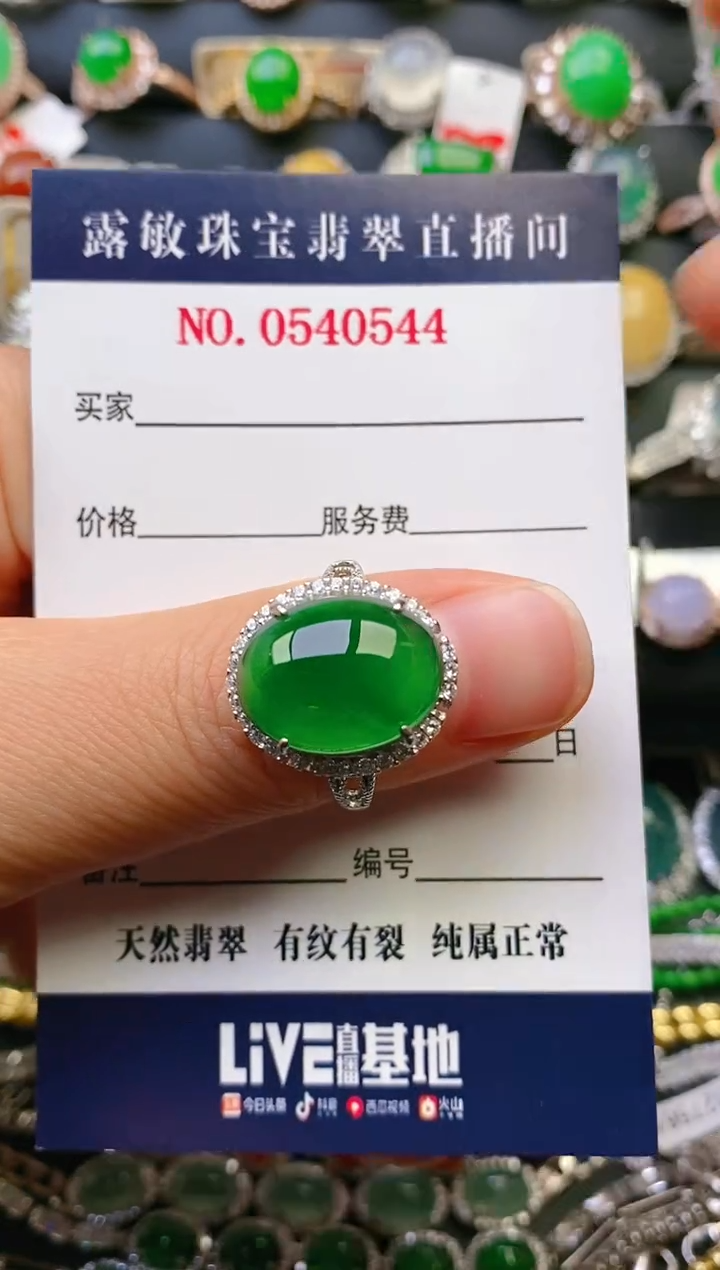 露敏珠宝翡翠直播间
NO. 0540544
买家
价格 服务费
日
备注 编号
天然翡翠 有纹有裂 纯属正常
LiVE直播基地
今日头条 抖音 西瓜视频 火山